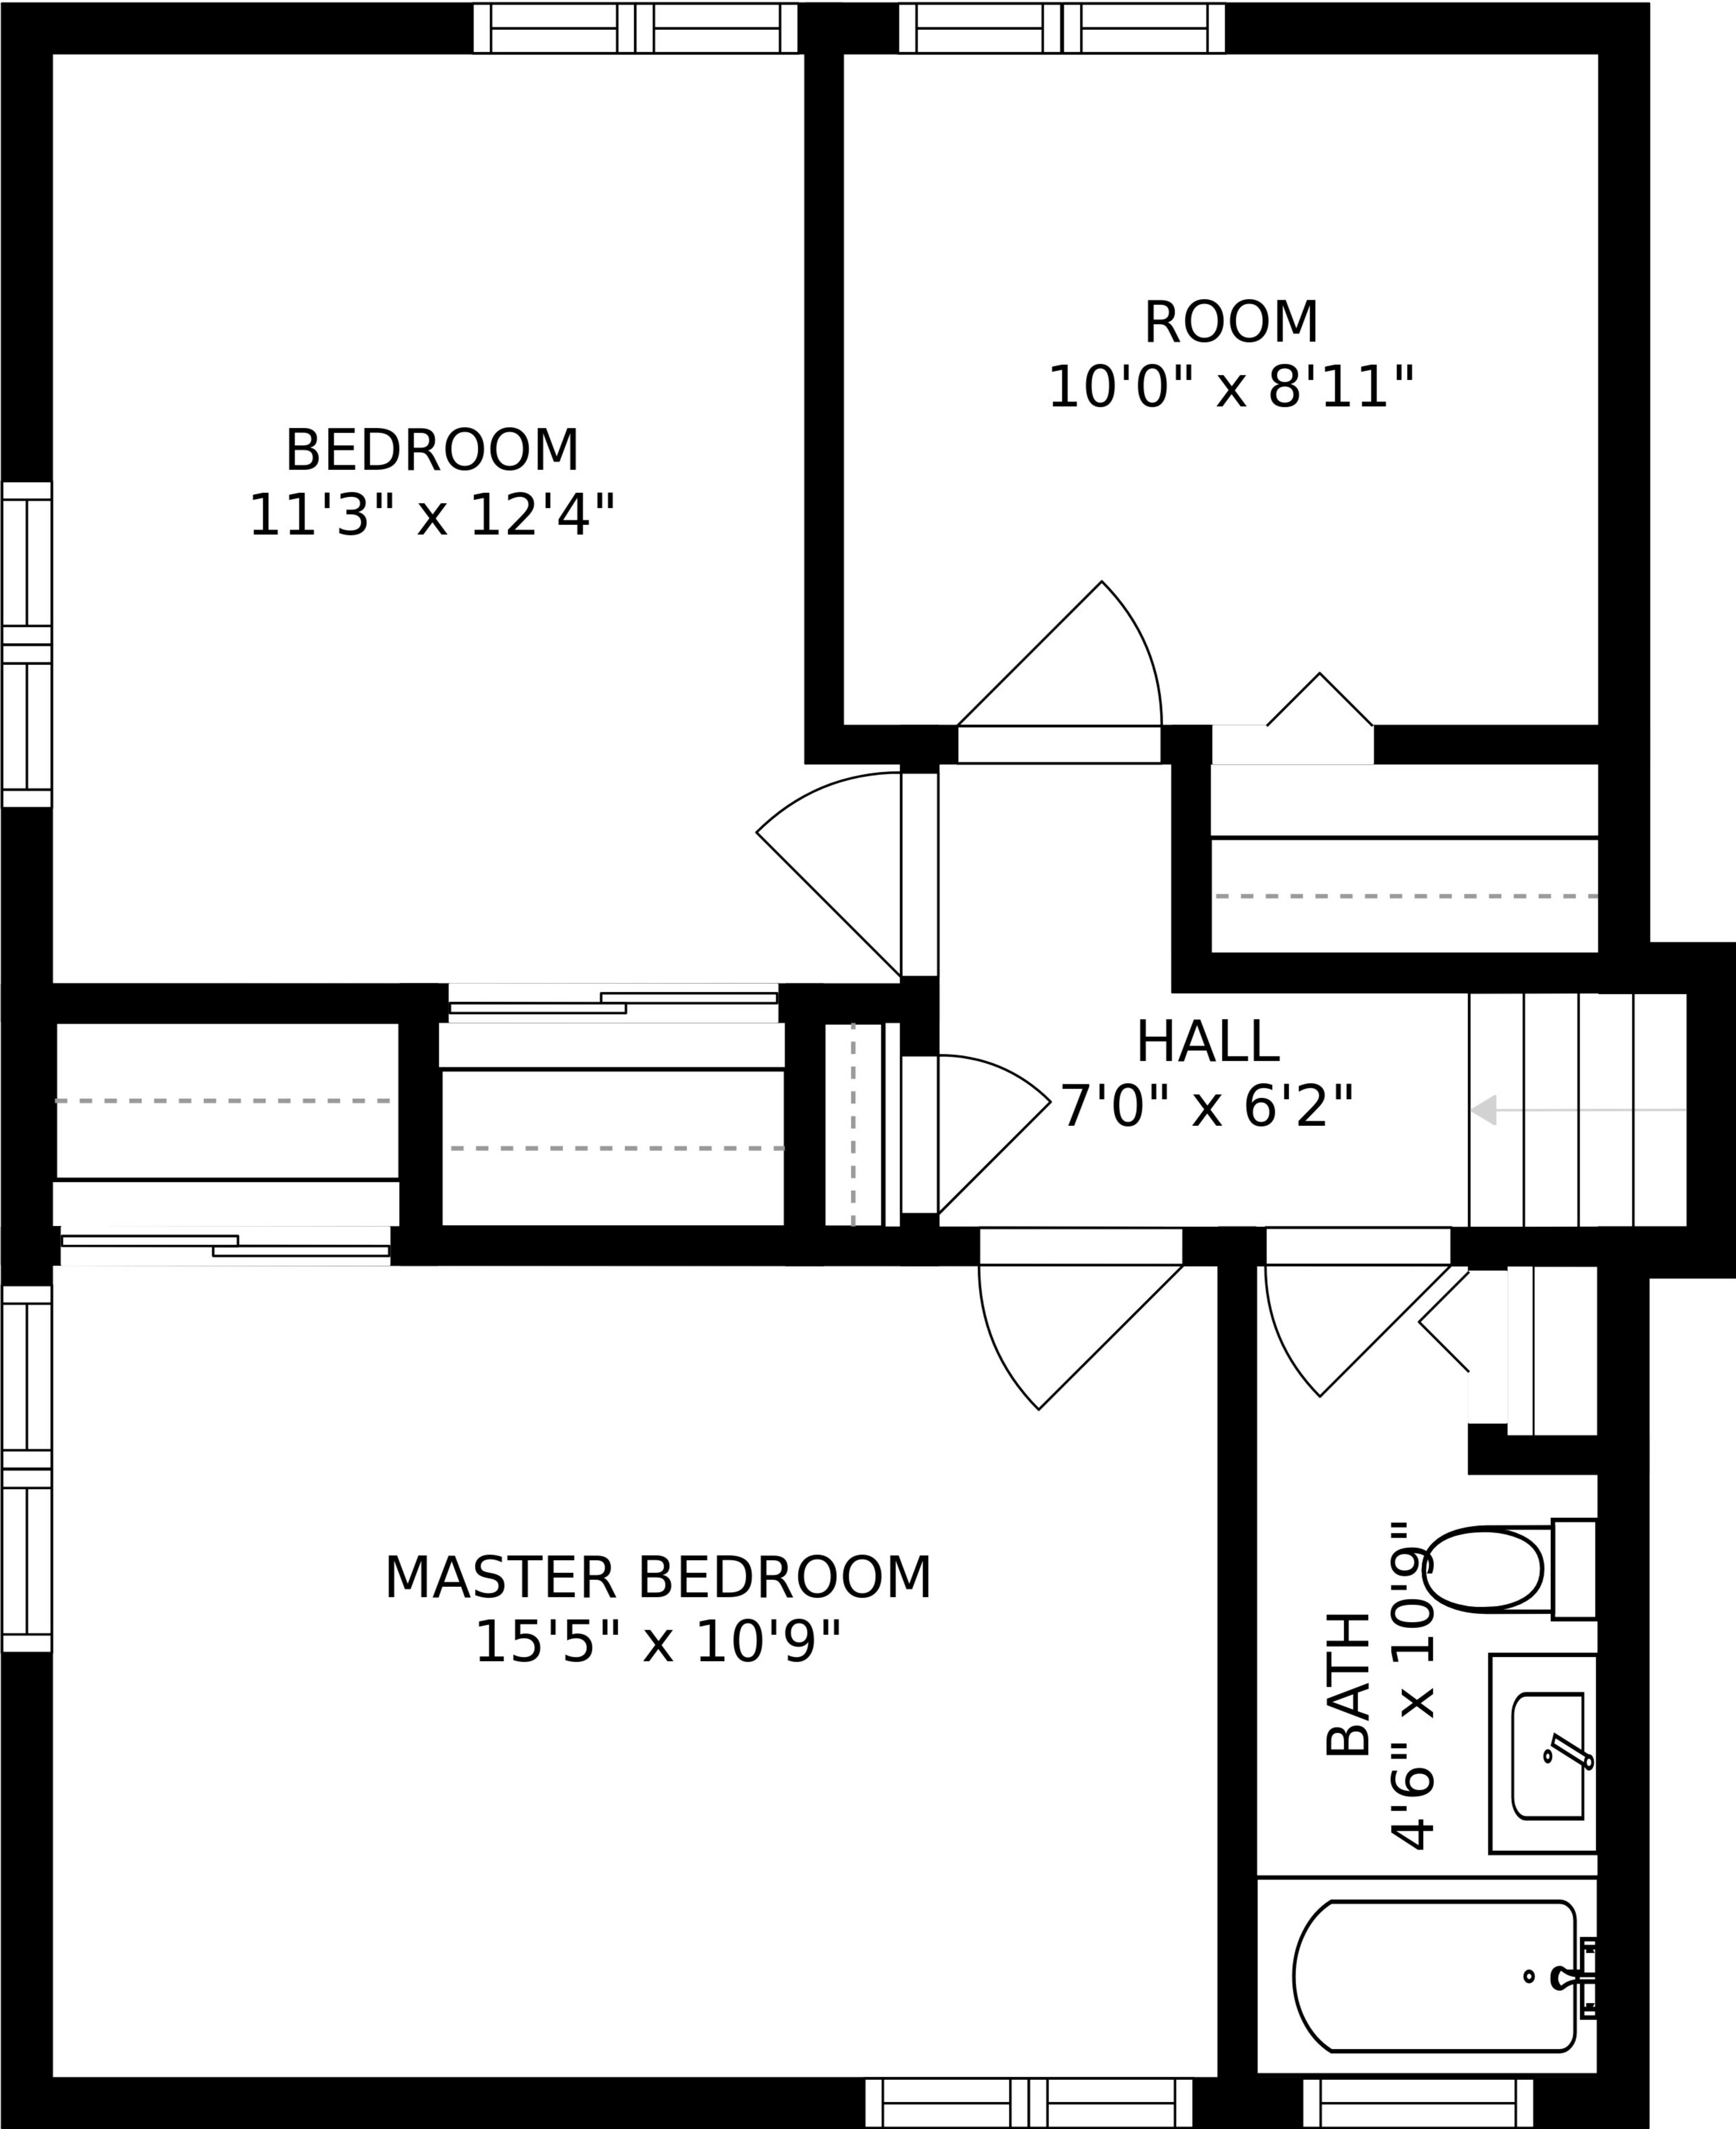 ROOM
10'0" x 8'11"
BEDROOM
11'3" x 12'4"
HALL
7'0" x 6'2"
MASTER BEDROOM
15'5" x 10'9"
BATH
4'6" x 10'9"